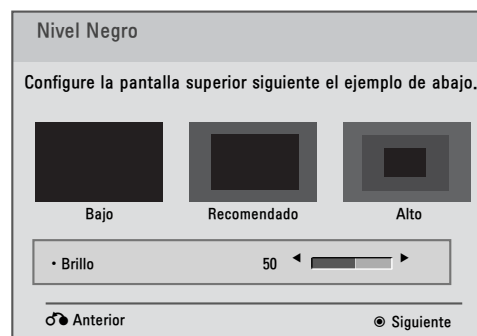 Nivel Negro
Configure la pantalla superior siguiente el ejemplo de abajo.
Bajo Recomendado Alto
• Brillo 50 ◄ ►
Anterior ◉ Siguiente